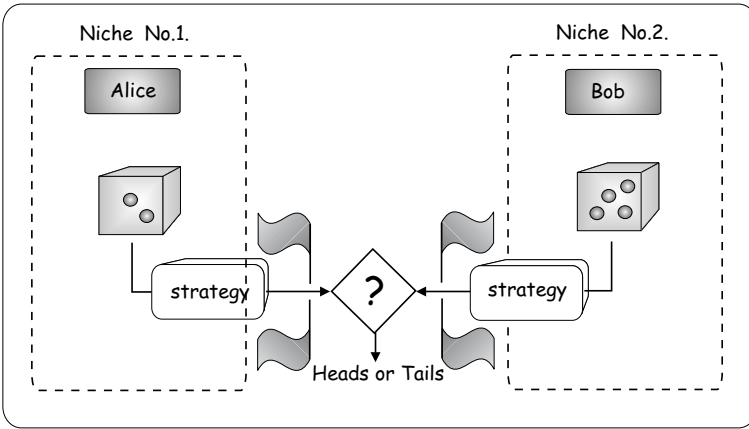 Niche No.1.
Niche No.2.
Alice
Bob
strategy
?
strategy
Heads or Tails